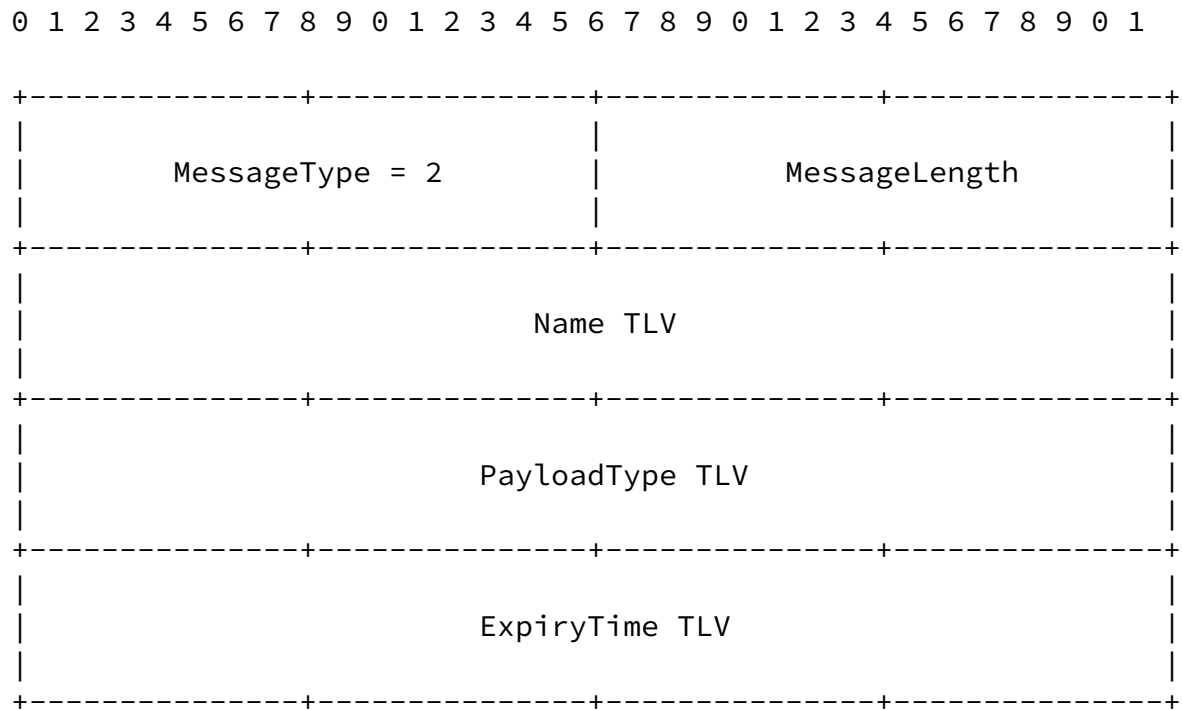 0 1 2 3 4 5 6 7 8 9 0 1 2 3 4 5 6 7 8 9 0 1 2 3 4 5 6 7 8 9 0 1
+---------------+---------------+---------------+---------------+
|                               |                               |
|        MessageType = 2        |          MessageLength        |
|                               |                               |
+---------------+---------------+---------------+---------------+
|                                                               |
|                            Name TLV                           |
|                                                               |
+---------------+---------------+---------------+---------------+
|                                                               |
|                         PayloadType TLV                       |
|                                                               |
+---------------+---------------+---------------+---------------+
|                                                               |
|                         ExpiryTime TLV                        |
|                                                               |
+---------------+---------------+---------------+---------------+